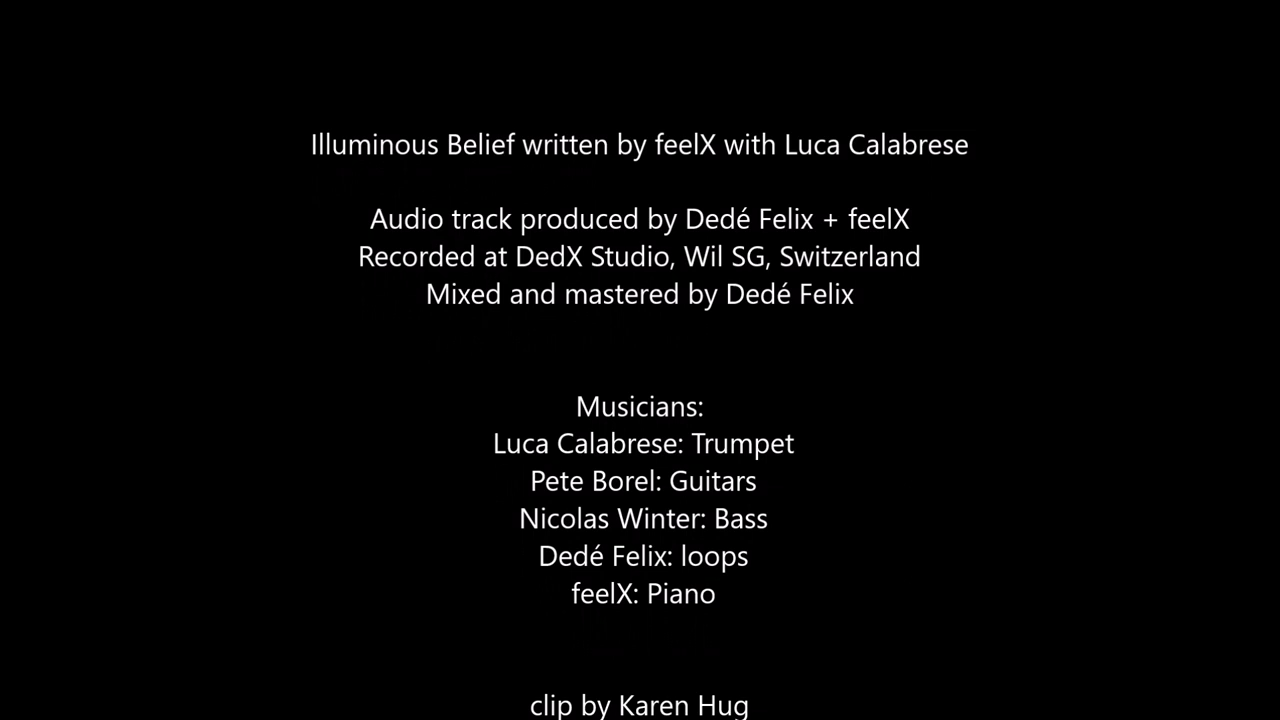 Illuminous Belief written by feelX with Luca Calabrese
Audio track produced by Dedé Felix + feelX
Recorded at DedX Studio, Wil SG, Switzerland
Mixed and mastered by Dedé Felix
Musicians:
Luca Calabrese: Trumpet
Pete Borel: Guitars
Nicolas Winter: Bass
Dedé Felix: loops
feelX: Piano
clip by Karen Hug